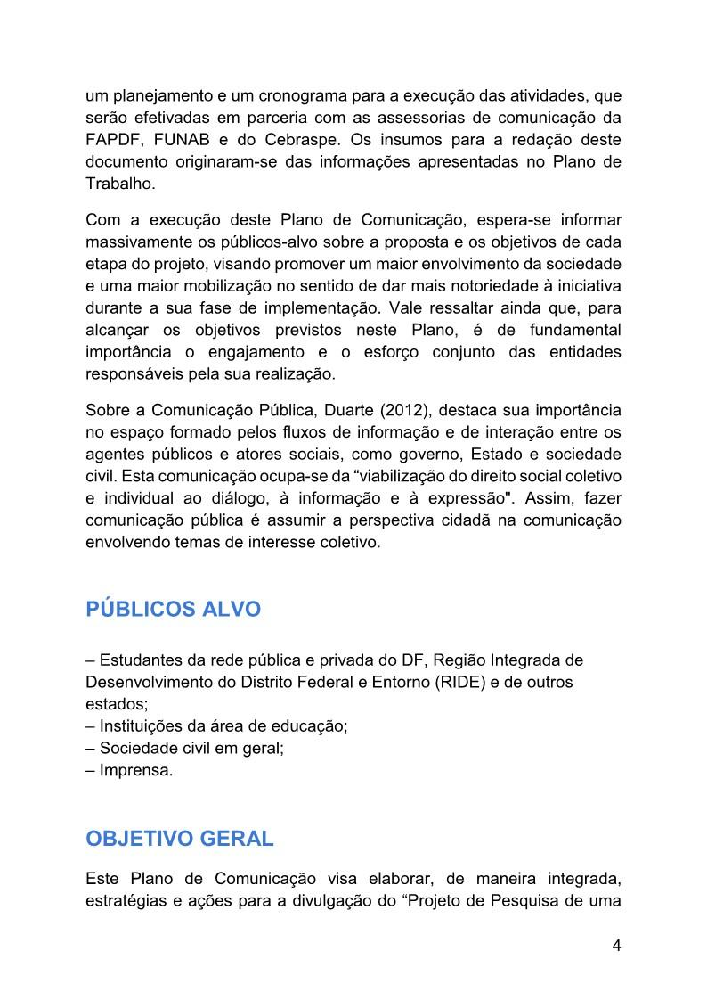 um planejamento e um cronograma para a execução das atividades, que
serão efetivadas em parceria com as assessorias de comunicação da
FAPDF, FUNAB e do Cebraspe. Os insumos para a redação deste
documento originaram-se das informações apresentadas no Plano de
Trabalho.
Com a execução deste Plano de Comunicação, espera-se informar
massivamente os públicos-alvo sobre a proposta e os objetivos de cada
etapa do projeto, visando promover um maior envolvimento da sociedade
e uma maior mobilização no sentido de dar mais notoriedade à iniciativa
durante a sua fase de implementação. Vale ressaltar ainda que, para
alcançar os objetivos previstos neste Plano, é de fundamental
importância o engajamento e o esforço conjunto das entidades
responsáveis pela sua realização.
Sobre a Comunicação Pública, Duarte (2012), destaca sua importância
no espaço formado pelos fluxos de informação e de interação entre os
agentes públicos e atores sociais, como governo, Estado e sociedade
civil. Esta comunicação ocupa-se da “viabilização do direito social coletivo
e individual ao diálogo, à informação e à expressão". Assim, fazer
comunicação pública é assumir a perspectiva cidadã na comunicação
envolvendo temas de interesse coletivo.
PÚBLICOS ALVO
– Estudantes da rede pública e privada do DF, Região Integrada de
Desenvolvimento do Distrito Federal e Entorno (RIDE) e de outros
estados;
– Instituições da área de educação;
– Sociedade civil em geral;
– Imprensa.
OBJETIVO GERAL
Este Plano de Comunicação visa elaborar, de maneira integrada,
estratégias e ações para a divulgação do “Projeto de Pesquisa de uma
4